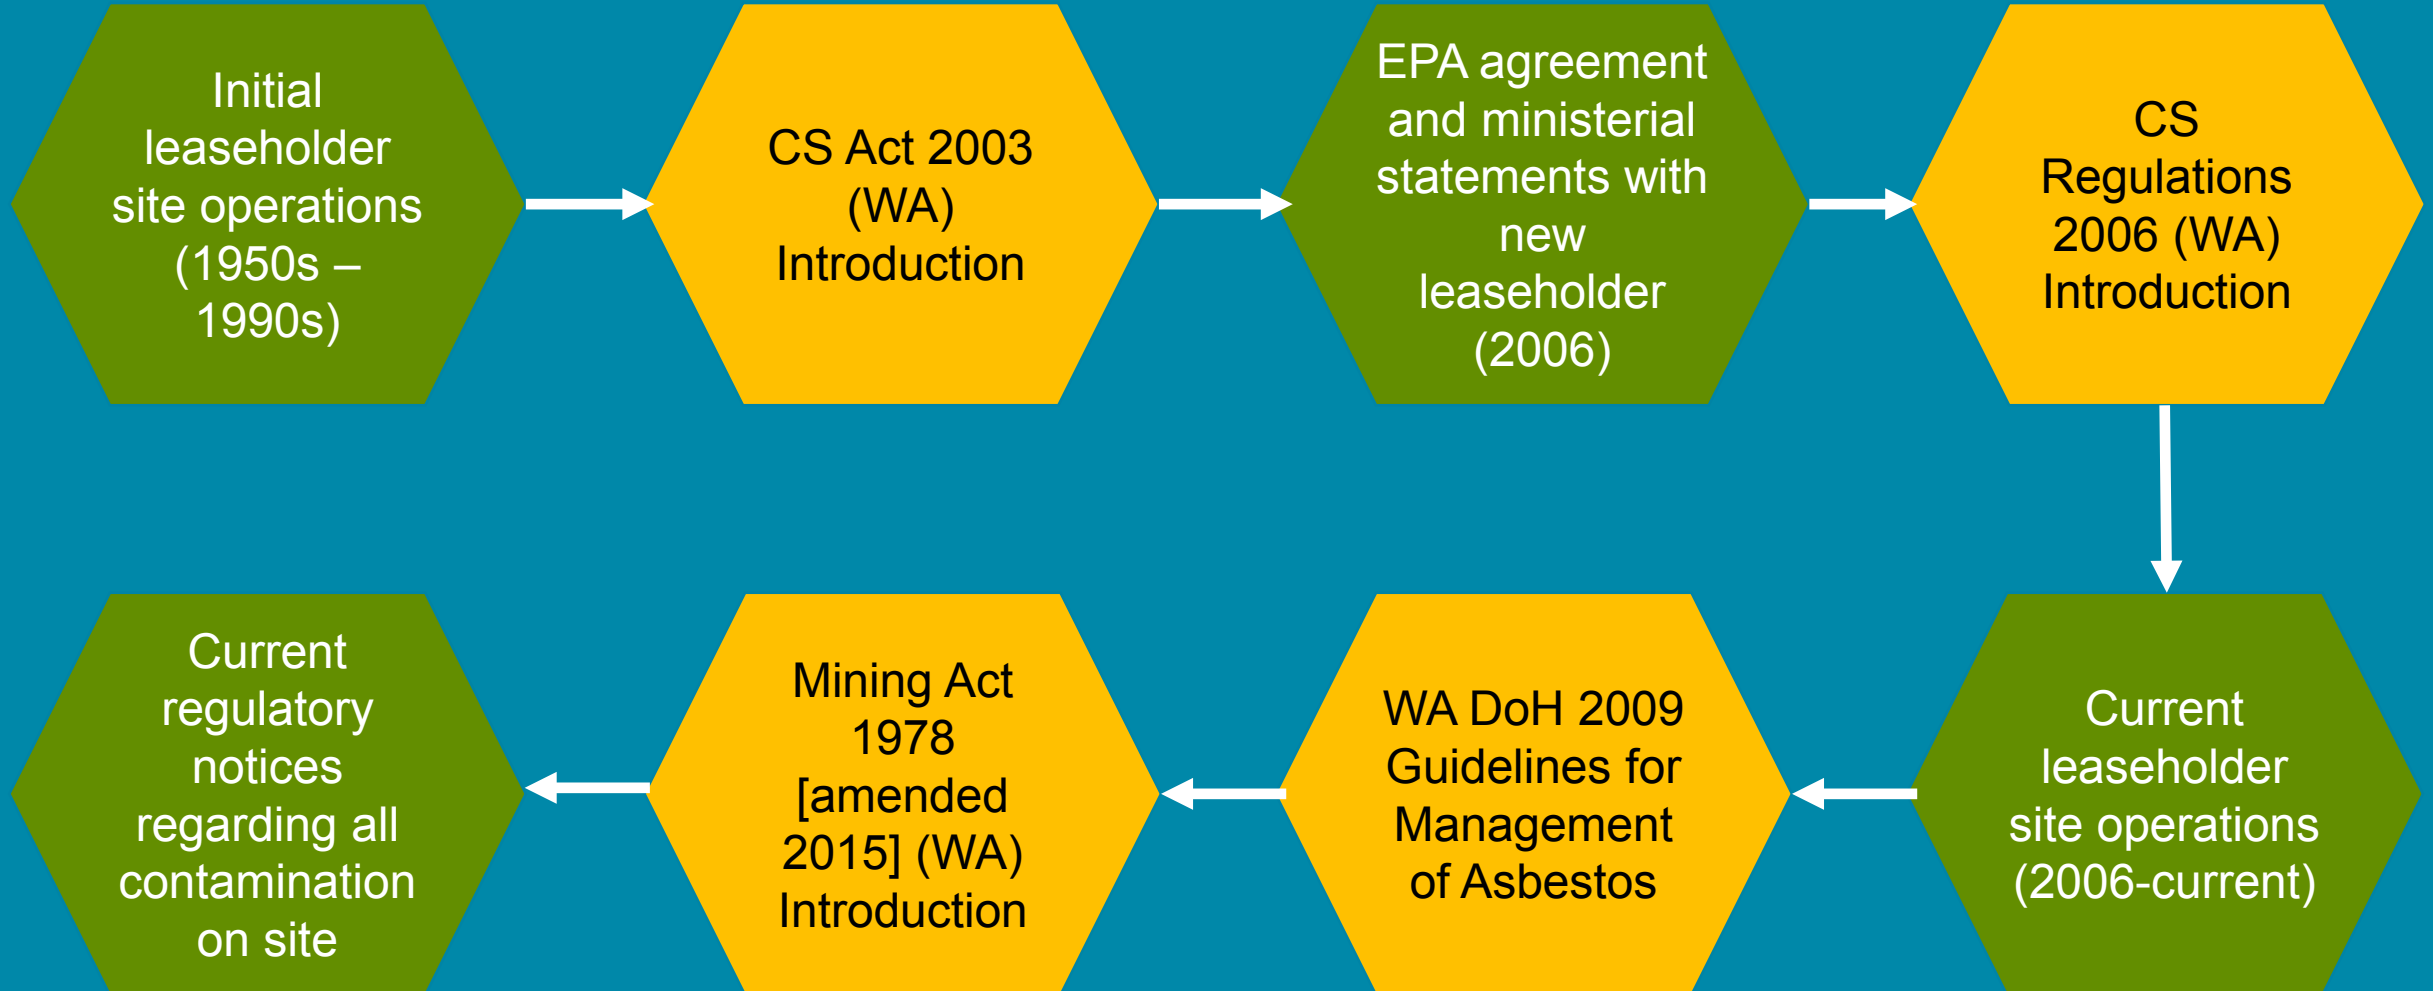 Initial
leaseholder
site operations
(1950s –
1990s)
CS Act 2003
(WA)
Introduction
EPA agreement
and ministerial
statements with
new
leaseholder
(2006)
CS
Regulations
2006 (WA)
Introduction
Current
leaseholder
site operations
(2006-current)
WA DoH 2009
Guidelines for
Management
of Asbestos
Mining Act
1978
[amended
2015] (WA)
Introduction
Current
regulatory
notices
regarding all
contamination
on site